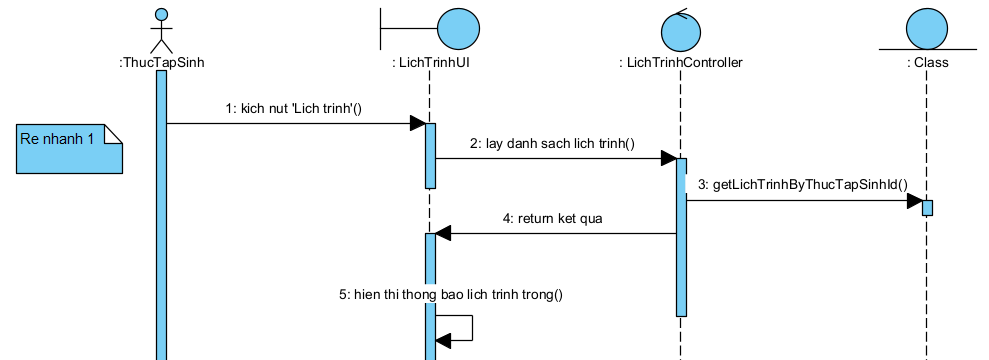 :ThucTapSinh
: LichTrinhUI
: LichTrinhController
: Class
1: kich nut 'Lich trinh'()
Re nhanh 1
2: lay danh sach lich trinh()
3: getLichTrinhByThucTapSinhId()
4: return ket qua
5: hien thi thong bao lich trinh trong()